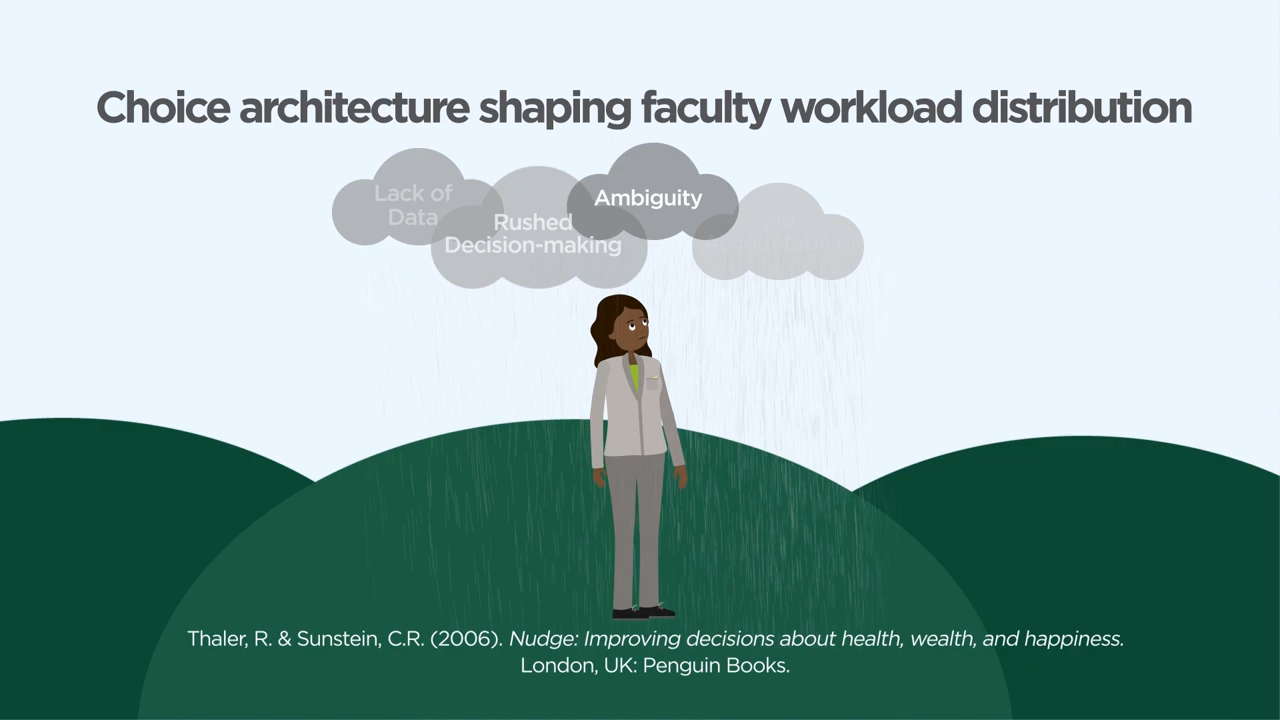 Choice architecture shaping faculty workload distribution
Lack of
Data
Rushed
Decision-making
Ambiguity
Thaler, R. & Sunstein, C.R. (2006). Nudge: Improving decisions about health, wealth, and happiness.
London, UK: Penguin Books.